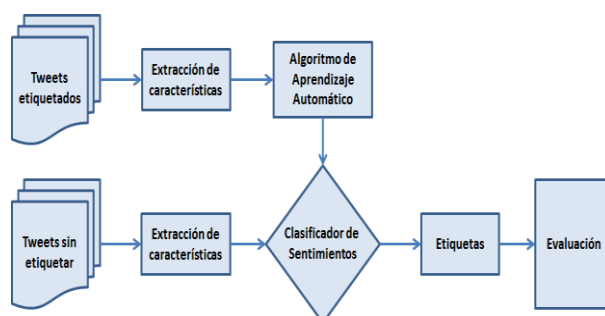 Tweets
etiquetados
Extracción de
características
Algoritmo de
Aprendizaje
Automático
Tweets sin
etiquetar
Extracción de
características
Clasificador de
Sentimientos
Etiquetas
Evaluación